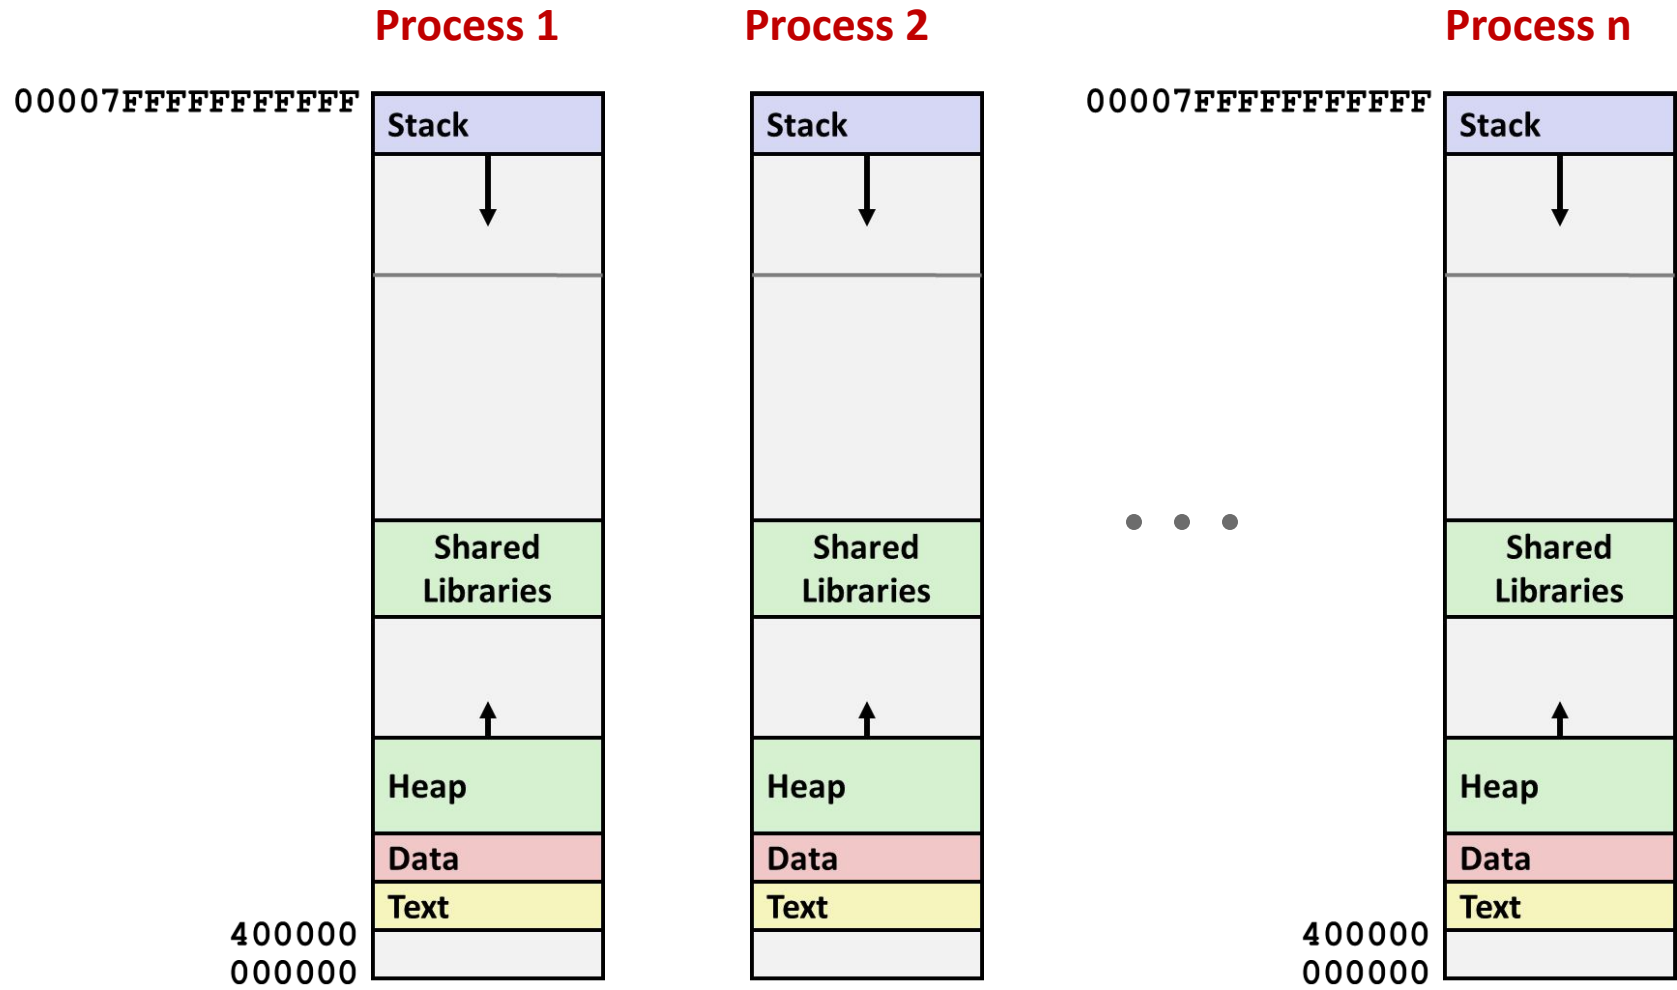 Process 1
Process 2
Process n
00007FFFFFFFFFFF
Stack
Stack
00007FFFFFFFFFFF
Stack
Shared
Libraries
Shared
Libraries
Shared
Libraries
Heap
Heap
Heap
Data
Data
Data
Text
Text
Text
400000
400000
000000
000000